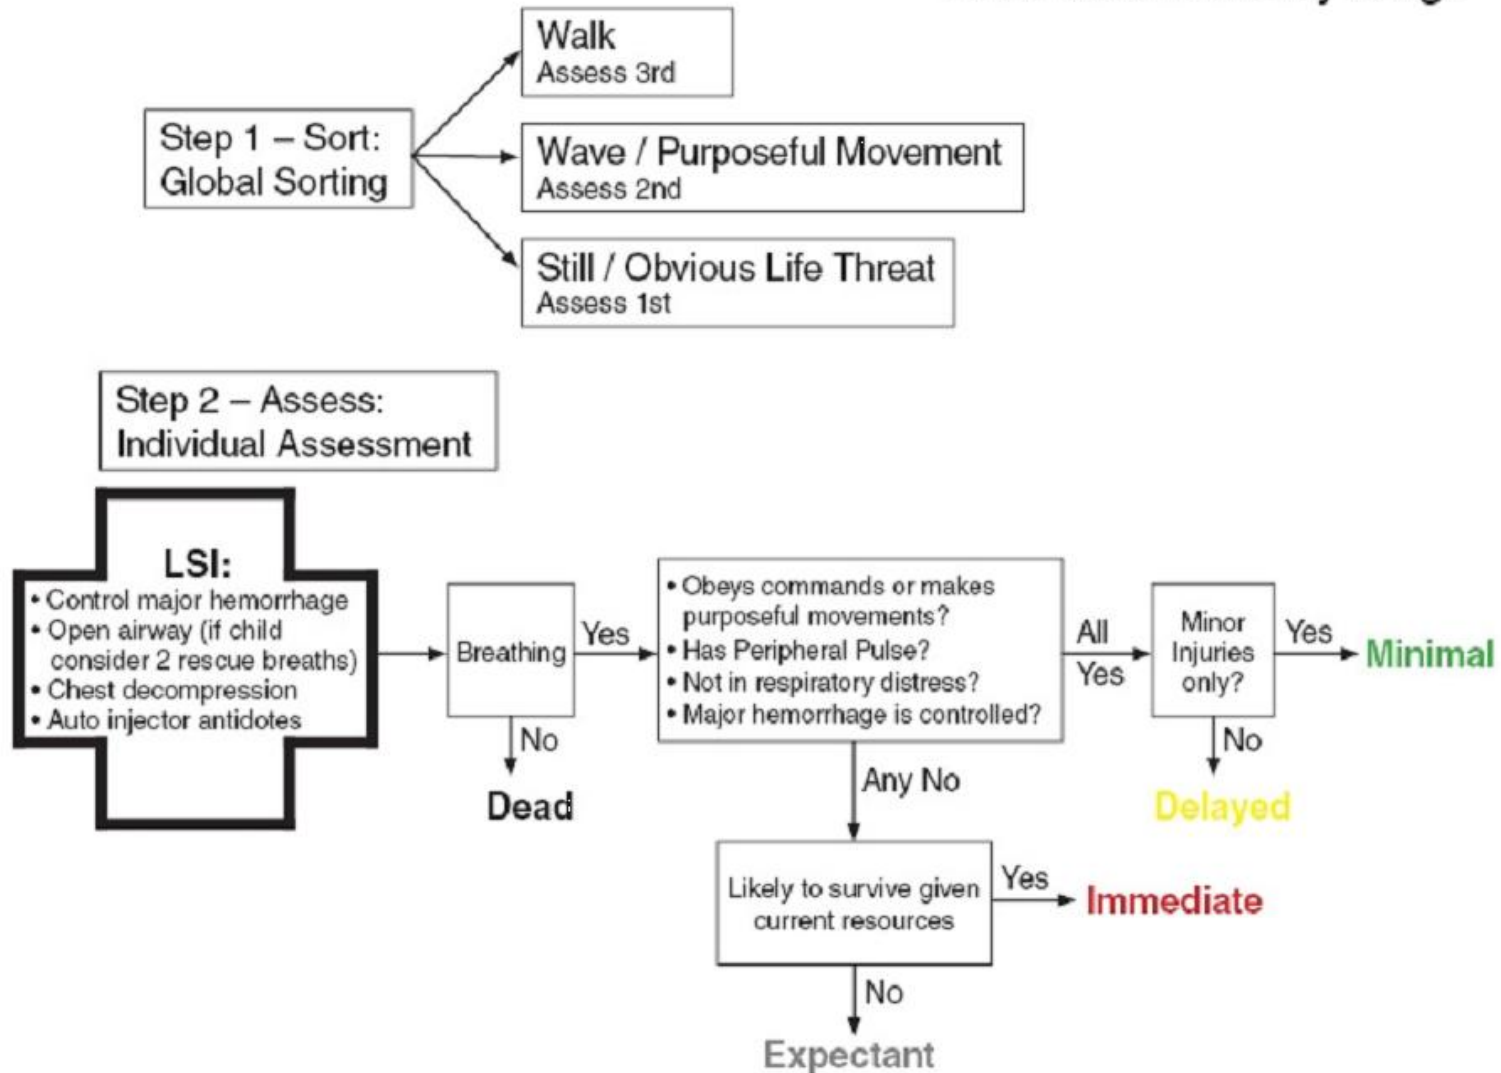 Walk
Assess 3rd
Step 1 – Sort:
Global Sorting
Wave / Purposeful Movement
Assess 2nd
Still / Obvious Life Threat
Assess 1st
Step 2 – Assess:
Individual Assessment
LSI:
• Control major hemorrhage
• Open airway (if child
consider 2 rescue breaths)
• Chest decompression
• Auto injector antidotes
Breathing
Yes
No
Dead
• Obeys commands or makes
purposeful movements?
• Has Peripheral Pulse?
• Not in respiratory distress?
• Major hemorrhage is controlled?
All
Yes
Minor
Injuries
only?
Yes
Minimal
No
Delayed
Any No
Likely to survive given
current resources
Yes
Immediate
No
Expectant